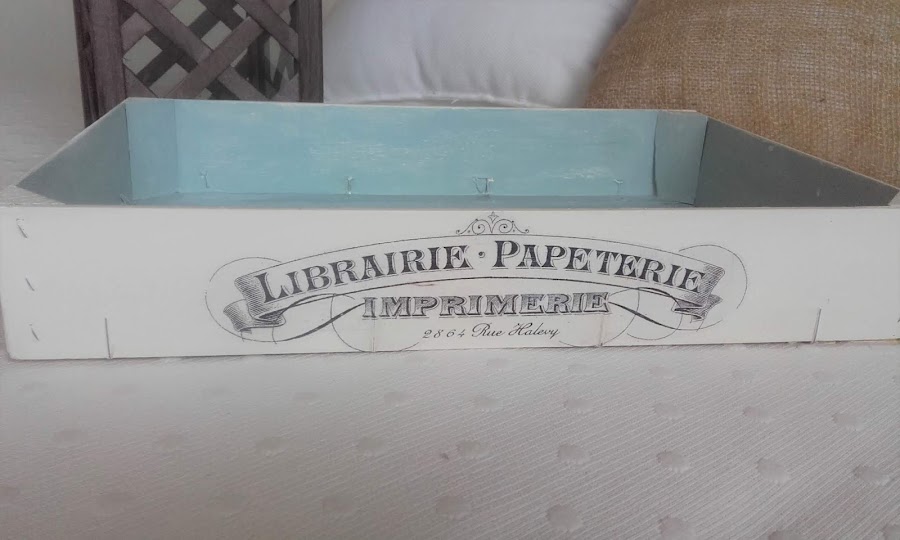 LIBRAIRIE · PAPETERIE
IMPRIMERIE
2864 Rue Halevy